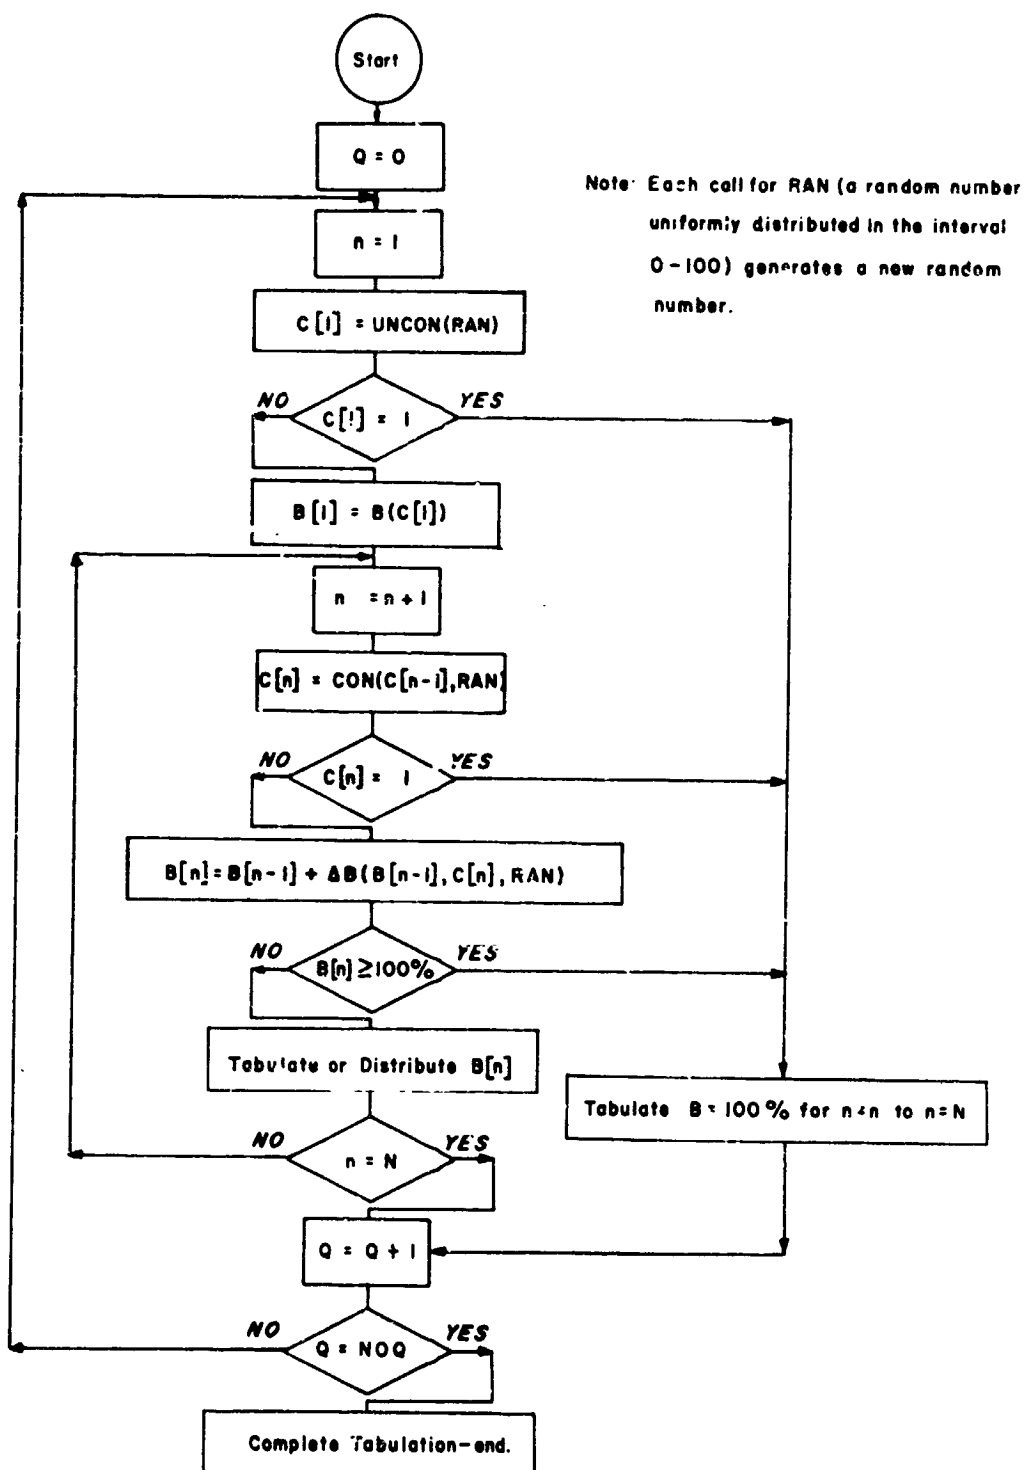 Start
Q = 0
Note: Each call for RAN (a random number
uniformly distributed in the interval
0-100) generates a new random
number.
n = 1
C[1] = UNCON(RAN)
NO
YES
C[1] = 1
B[1] = B(C[1])
n = n + 1
C[n] = CON(C[n-1], RAN)
NO
YES
C[n] = 1
B[n] = B[n-1] + ΔB(B[n-1], C[n], RAN)
NO
YES
B[n] ≥ 100%
Tabulate or Distribute B[n]
Tabulate B = 100% for n = n to n = N
NO
YES
n = N
Q = Q + 1
NO
YES
Q = NOQ
Complete Tabulation-end.